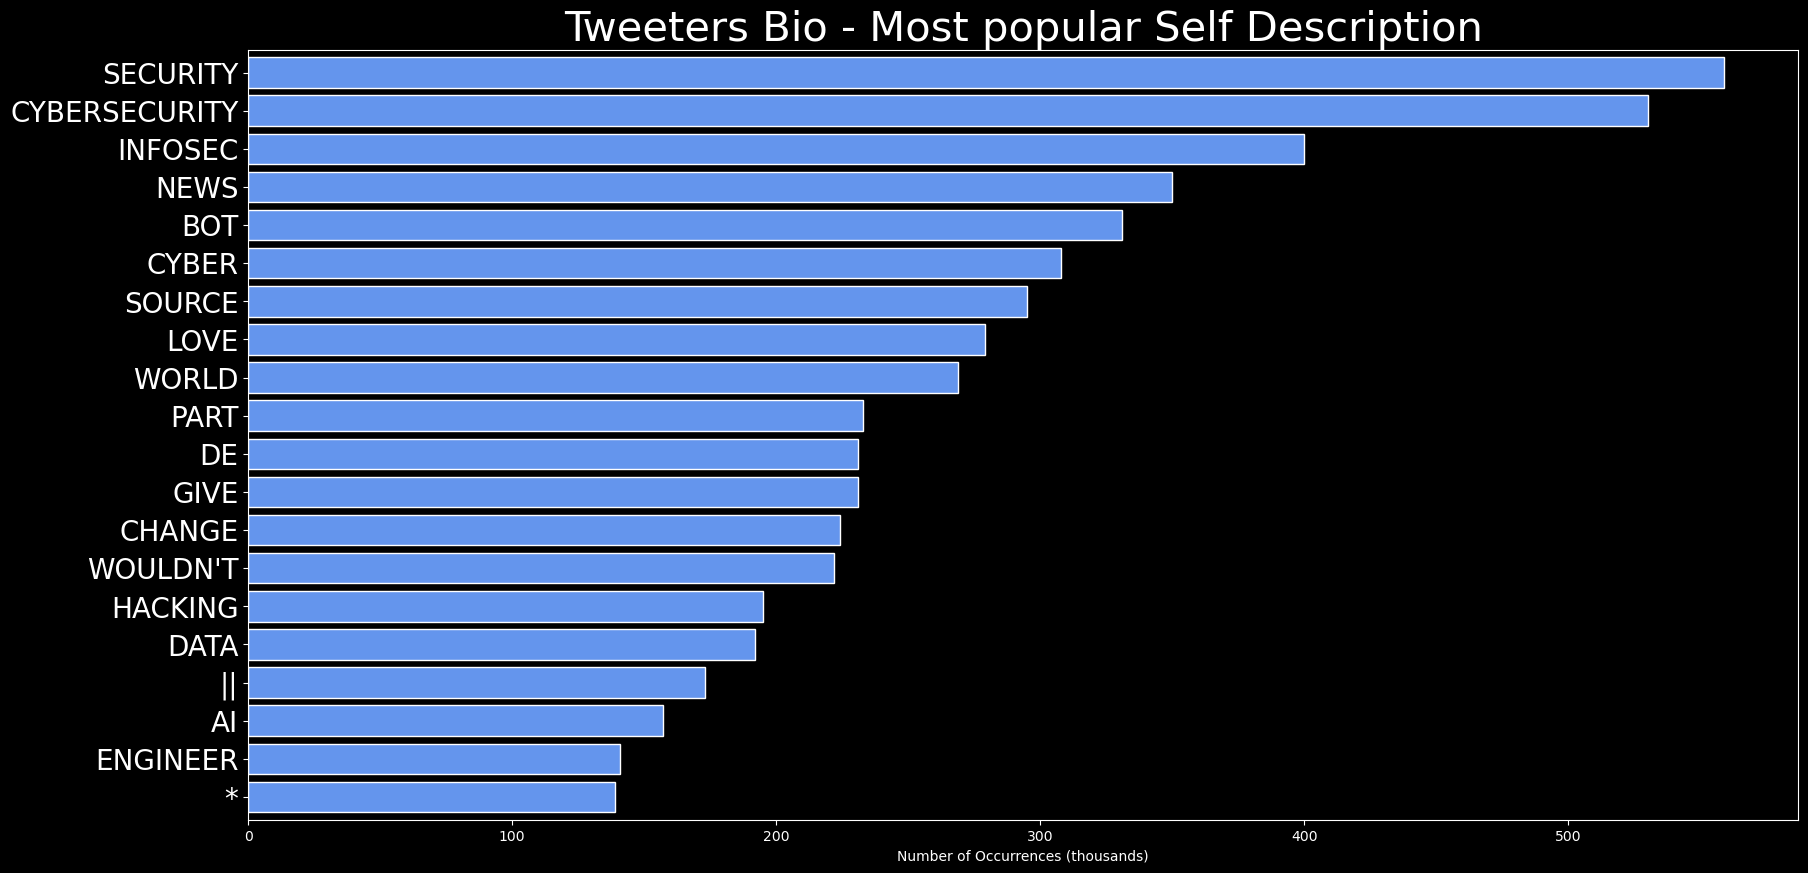 Tweeters Bio - Most popular Self Description
SECURITY
CYBERSECURITY
INFOSEC
NEWS
BOT
CYBER
SOURCE
LOVE
WORLD
PART
DE
GIVE
CHANGE
WOULDN'T
HACKING
DATA
||
AI
ENGINEER
*
0 100 200 300 400 500
Number of Occurrences (thousands)